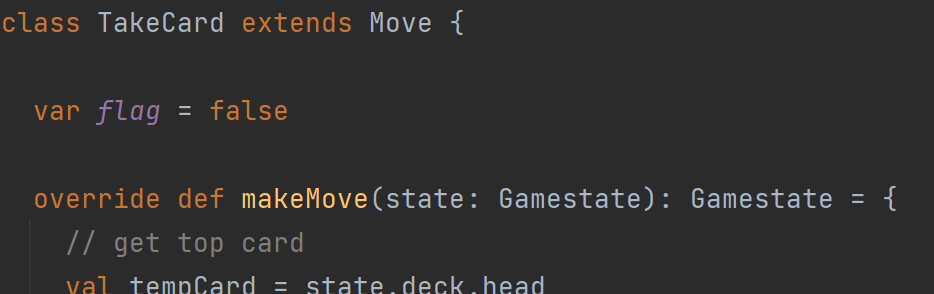 class TakeCard extends Move {
var flag = false
override def makeMove(state: Gamestate): Gamestate = {
// get top card
val tempCard = state.deck.head